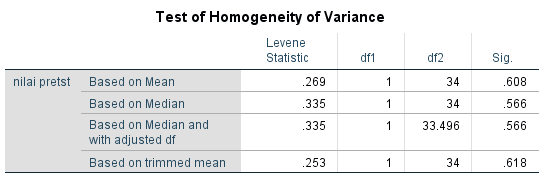 Test of Homogeneity of Variance
Levene
Statistic df1 df2 Sig.
nilai pretst Based on Mean .269 1 34 .608
Based on Median .335 1 34 .566
Based on Median and
with adjusted df .335 1 33.496 .566
Based on trimmed mean .253 1 34 .618